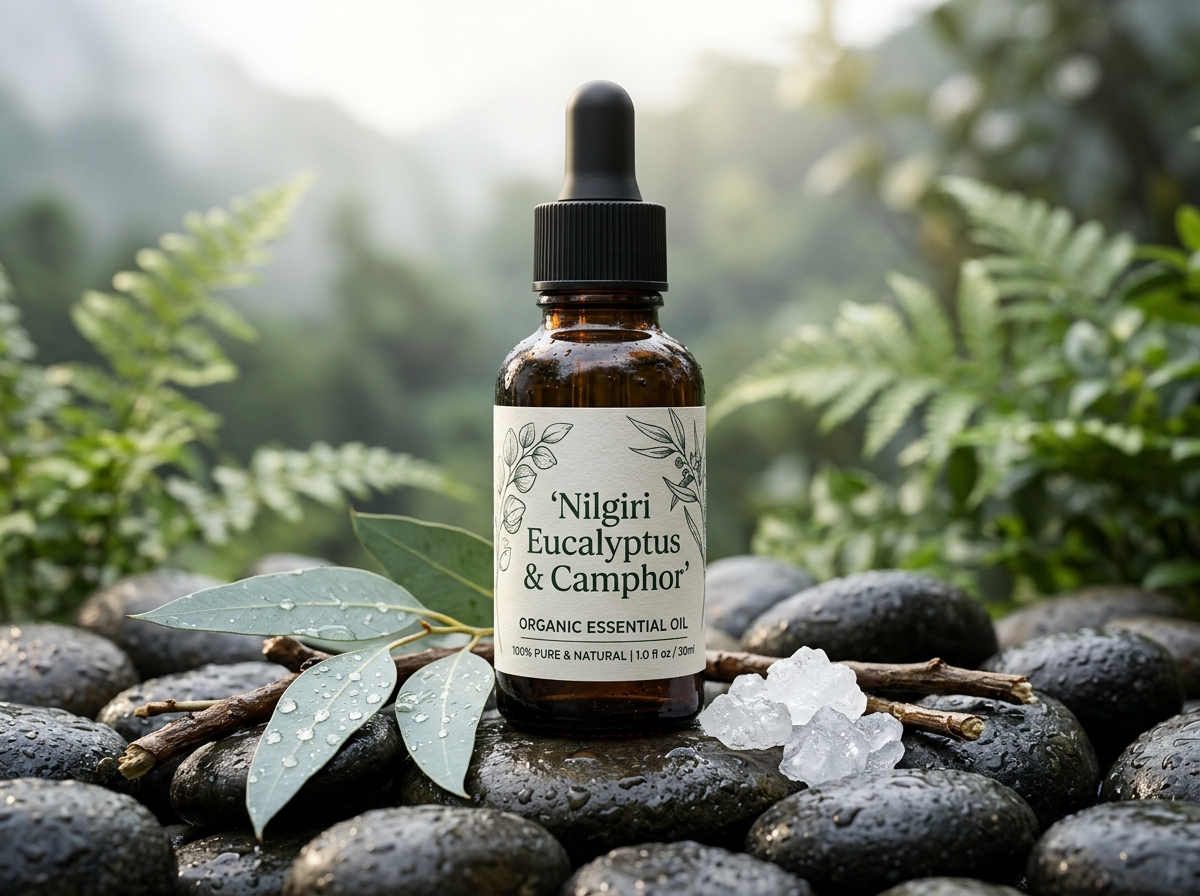 ‘Nilgiri
Eucalyptus
& Camphor’
ORGANIC ESSENTIAL OIL
100% PURE & NATURAL | 1.0 fl oz / 30ml